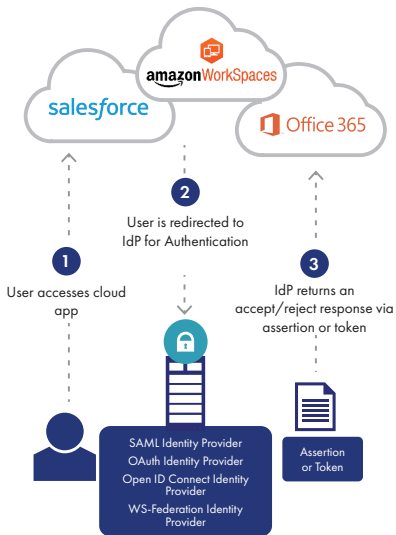 amazon WorkSpaces
salesforce
Office 365
2
User is redirected to
IdP for Authentication
1
User accesses cloud
app
3
IdP returns an
accept/reject response via
assertion or token
SAML Identity Provider
OAuth Identity Provider
Open ID Connect Identity
Provider
WS-Federation Identity
Provider
Assertion
or Token